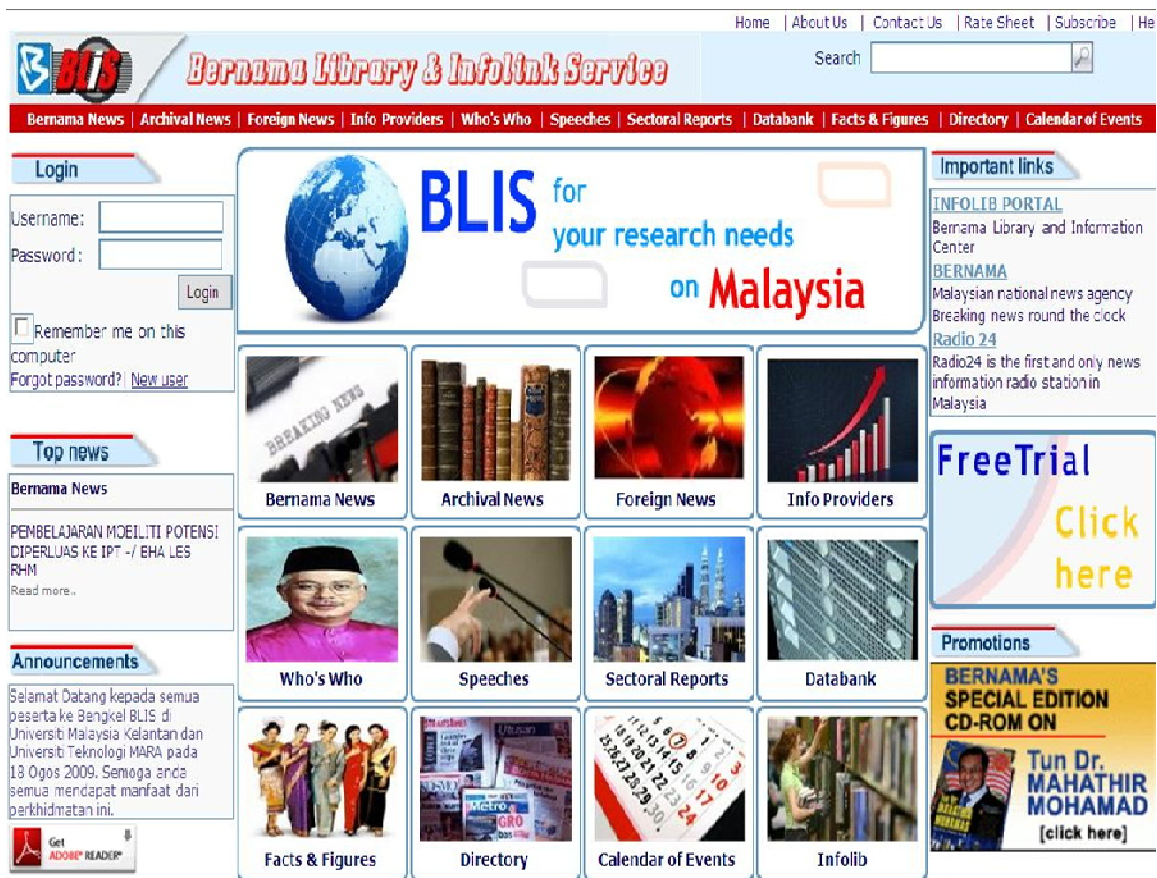 Home | About Us | Contact Us | Rate Sheet | Subscribe | He
BLiS
Bernama Library & Infolink Service
Search
Bernama News | Archival News | Foreign News | Info Providers | Who's Who | Speeches | Sectoral Reports | Databank | Facts & Figures | Directory | Calendar of Events
Login
Username:
Password:
Login
Remember me on this
computer
Forgot password? | New user
Top news
Bernama News
PEMBELAJARAN MOBILITI POTENSI
DIPERLUAS KE IPT -/ EHA LES
RHM
Read more..
Announcements
Selamat Datang kepada semua
peserta ke Bengkel BLIS di
Universiti Malaysia Kelantan dan
Universiti Teknologi MARA pada
18 Ogos 2009. Semoga anda
semua mendapat manfaat dari
perkhidmatan ini.
Get
ADOBE® READER®
BLIS for
your research needs
on Malaysia
BREAKING NEWS
Bernama News
Archival News
Foreign News
Info Providers
Who's Who
Speeches
Sectoral Reports
Databank
Utusan
KOSMO!
Metro
GRO
Facts & Figures
Directory
Calendar of Events
Infolib
Important links
INFOLIB PORTAL
Bernama Library and Information
Center
BERNAMA
Malaysian national news agency
Breaking news round the clock
Radio 24
Radio24 is the first and only news
information radio station in
Malaysia
FreeTrial
Click
here
Promotions
BERNAMA'S
SPECIAL EDITION
CD-ROM ON
Tun Dr.
MAHATHIR
MOHAMAD
[click here]